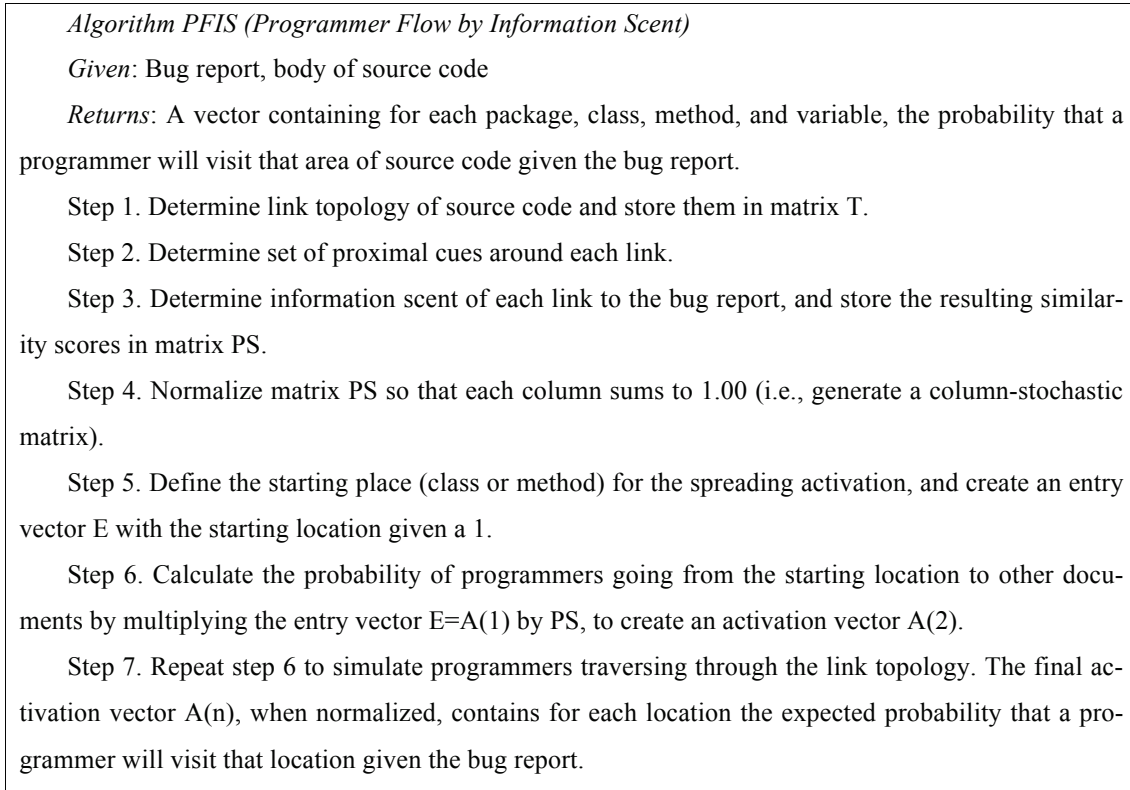 Algorithm PFIS (Programmer Flow by Information Scent)
Given: Bug report, body of source code
Returns: A vector containing for each package, class, method, and variable, the probability that a
programmer will visit that area of source code given the bug report.
Step 1. Determine link topology of source code and store them in matrix T.
Step 2. Determine set of proximal cues around each link.
Step 3. Determine information scent of each link to the bug report, and store the resulting similar-
ity scores in matrix PS.
Step 4. Normalize matrix PS so that each column sums to 1.00 (i.e., generate a column-stochastic
matrix).
Step 5. Define the starting place (class or method) for the spreading activation, and create an entry
vector E with the starting location given a 1.
Step 6. Calculate the probability of programmers going from the starting location to other docu-
ments by multiplying the entry vector E=A(1) by PS, to create an activation vector A(2).
Step 7. Repeat step 6 to simulate programmers traversing through the link topology. The final ac-
tivation vector A(n), when normalized, contains for each location the expected probability that a pro-
grammer will visit that location given the bug report.